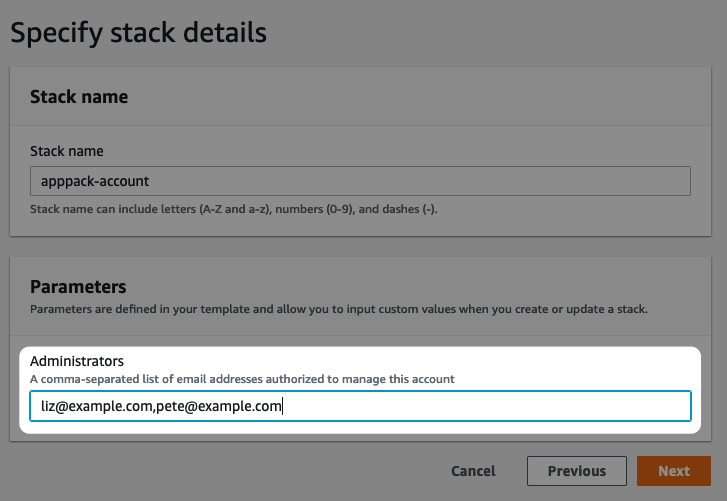 Specify stack details
Stack name
Stack name
apppack-account
Stack name can include letters (A-Z and a-z), numbers (0-9), and dashes (-).
Parameters
Parameters are defined in your template and allow you to input custom values when you create or update a stack.
Administrators
A comma-separated list of email addresses authorized to manage this account
liz@example.com,pete@example.com
Cancel Previous Next